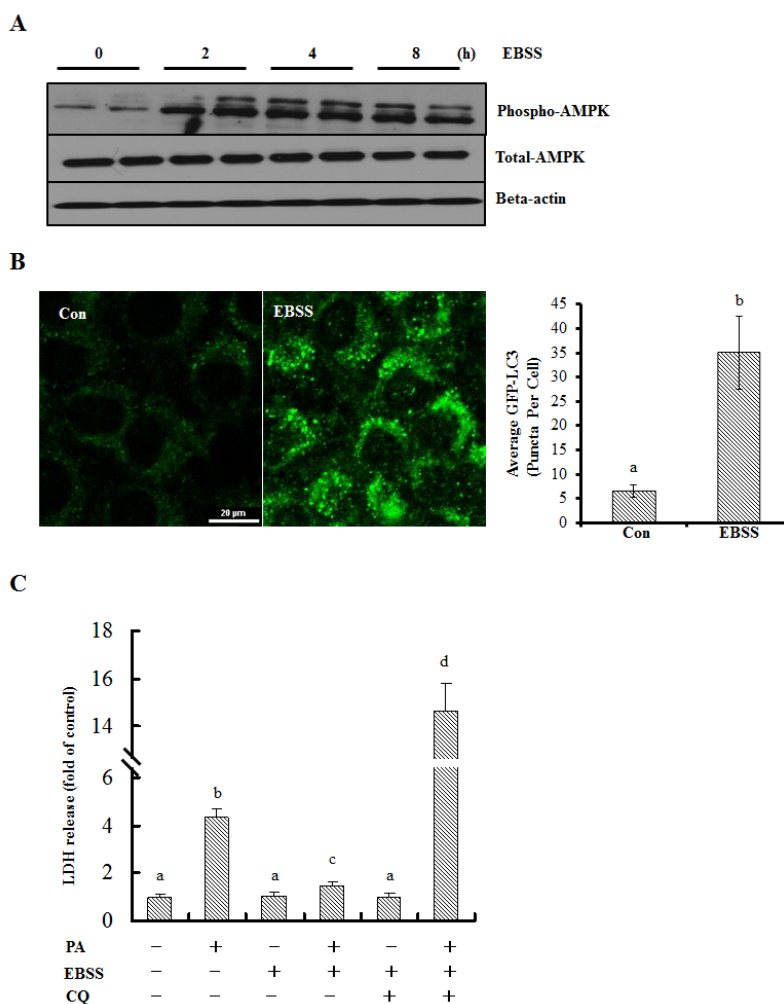 A
0 2 4 8 (h) EBSS
Phospho-AMPK
Total-AMPK
Beta-actin
B
Con
20 µm
EBSS
Average GFP-LC3
(Puncta Per Cell)
45
40
35
30
25
20
15
10
5
0
a
b
Con EBSS
C
LDH release (fold of control)
18
16
14
6
4
2
0
a b a c a d
PA − + − + − +
EBSS − − + + + +
CQ − − − − + +